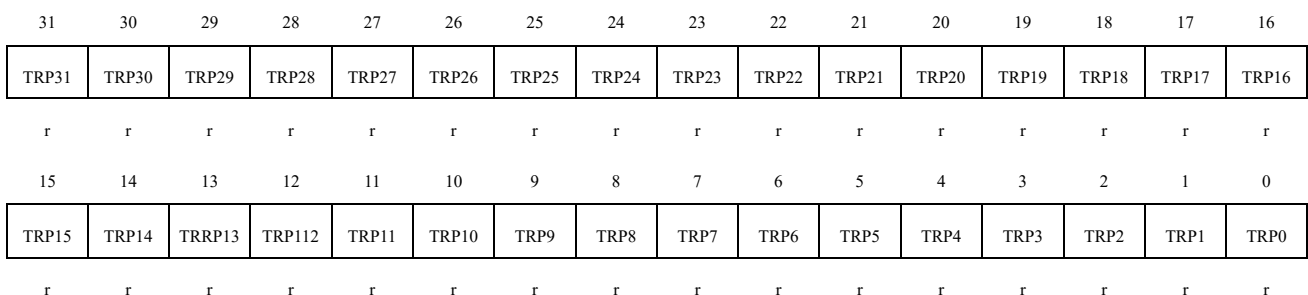 31 30 29 28 27 26 25 24 23 22 21 20 19 18 17 16
TRP31 TRP30 TRP29 TRP28 TRP27 TRP26 TRP25 TRP24 TRP23 TRP22 TRP21 TRP20 TRP19 TRP18 TRP17 TRP16
r r r r r r r r r r r r r r r r
15 14 13 12 11 10 9 8 7 6 5 4 3 2 1 0
TRP15 TRP14 TRRP13 TRP112 TRP11 TRP10 TRP9 TRP8 TRP7 TRP6 TRP5 TRP4 TRP3 TRP2 TRP1 TRP0
r r r r r r r r r r r r r r r r